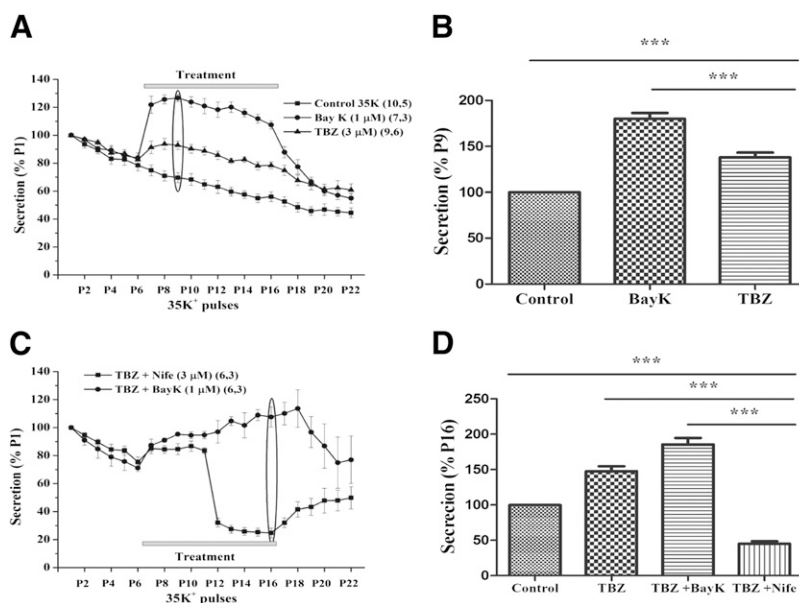 A
Treatment
Control 35K (10,5)
Bay K (1 μM) (7,3)
TBZ (3 μM) (9,6)
140
120
100
80
60
40
20
0
Secretion (% P1)
P2 P4 P6 P8 P10 P12 P14 P16 P18 P20 P22
35K+ pulses
B
***
***
200
150
100
50
0
Secretion (% P9)
Control BayK TBZ
C
TBZ + Nife (3 μM) (6,3)
TBZ + BayK (1 μM) (6,3)
140
120
100
80
60
40
20
0
Secretion (% P1)
Treatment
P2 P4 P6 P8 P10 P12 P14 P16 P18 P20 P22
35K+ pulses
D
***
***
***
250
200
150
100
50
0
Secrecion (% P16)
Control TBZ TBZ +BayK TBZ +Nife